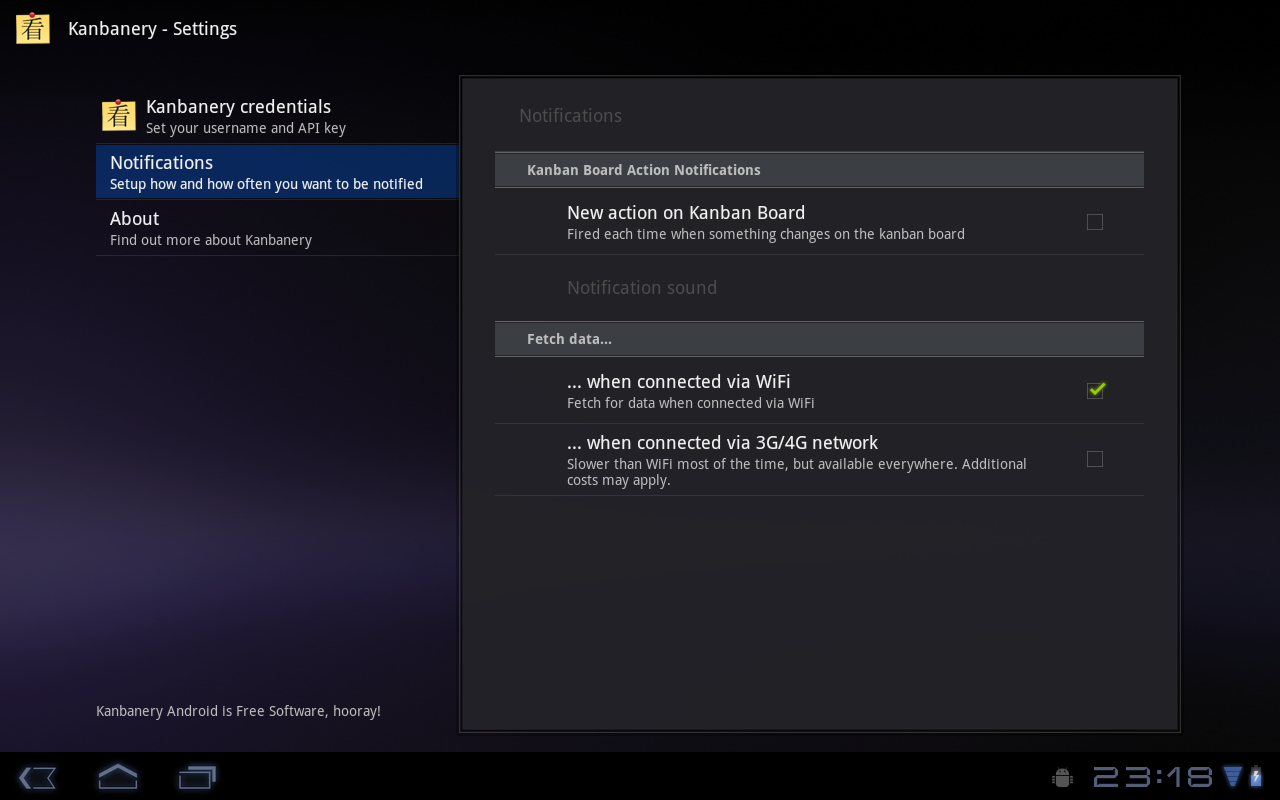 看
Kanbanery - Settings
看
Kanbanery credentials
Set your username and API key
Notifications
Setup how and how often you want to be notified
About
Find out more about Kanbanery
Kanbanery Android is Free Software, hooray!
Notifications
Kanban Board Action Notifications
New action on Kanban Board
Fired each time when something changes on the kanban board
Notification sound
Fetch data...
... when connected via WiFi
Fetch for data when connected via WiFi
... when connected via 3G/4G network
Slower than WiFi most of the time, but available everywhere. Additional
costs may apply.
23:18